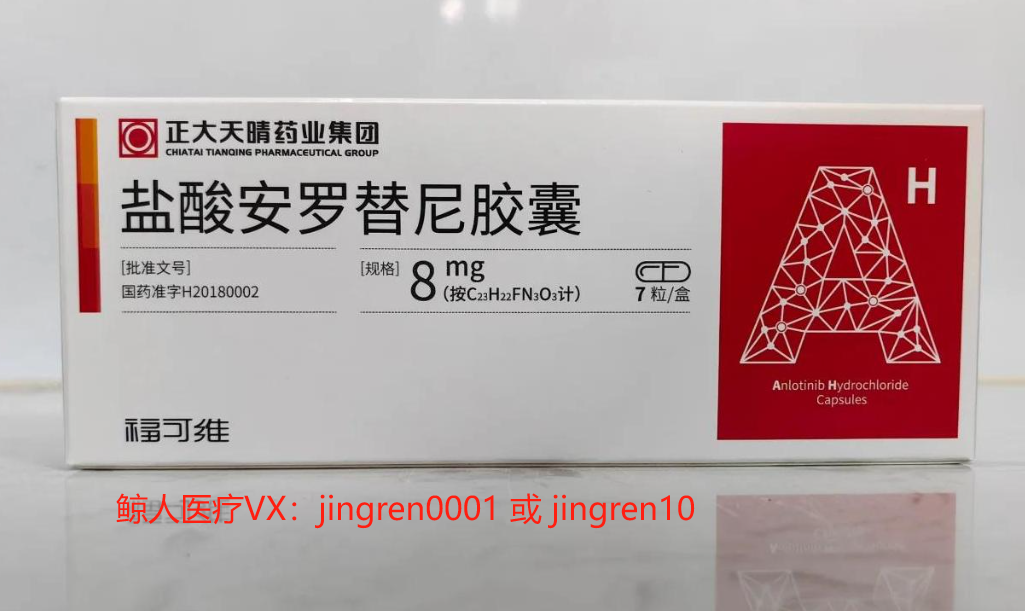 正大天晴药业集团
CHIATAI TIANQING PHARMACEUTICAL GROUP
盐酸安罗替尼胶囊
[批准文号]
国药准字H20180002
[规格] 8 mg
(按C₂₃H₂₂FN₃O₃计)
7 粒/盒
福可维
H
Anlotinib Hydrochloride
Capsules
鲸人医疗VX：jingren0001 或 jingren10